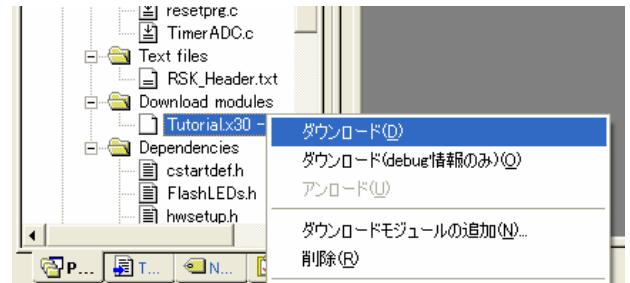 resetprg.c
TimerADC.c
Text files
RSK_Header.txt
Download modules
Tutorial.x30 -
Dependencies
cstartdef.h
FlashLEDs.h
hwsetup.h
ダウンロード(D)
ダウンロード(debug情報のみ)(O)
アンロード(U)
ダウンロードモジュールの追加(N)...
削除(R)
P...
T...
N...